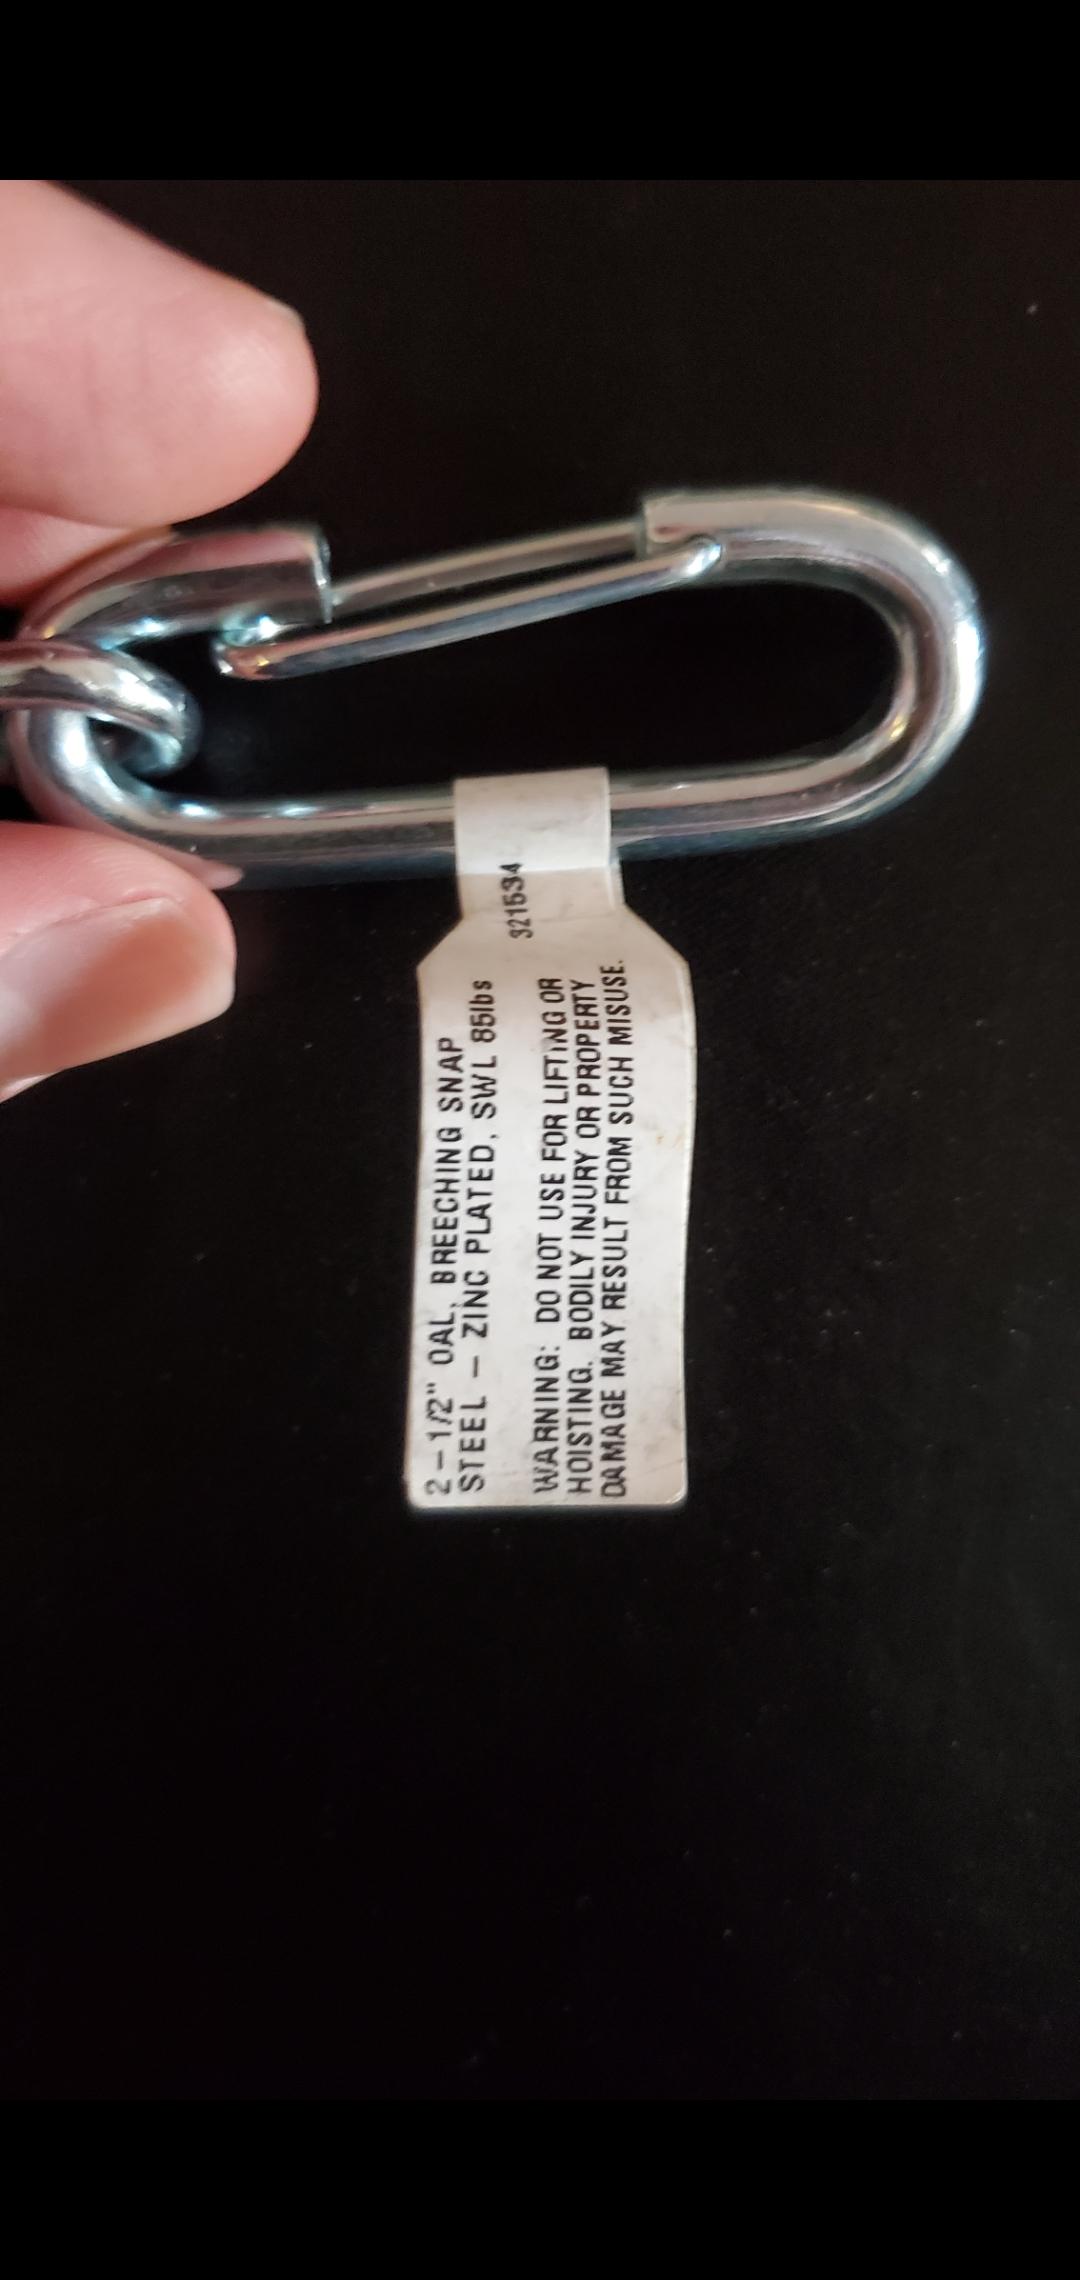 321534
2-1/2" OAL, BREECHING SNAP
STEEL - ZINC PLATED, SWL 85lbs
WARNING: DO NOT USE FOR LIFTING OR
HOISTING. BODILY INJURY OR PROPERTY
DAMAGE MAY RESULT FROM SUCH MISUSE.